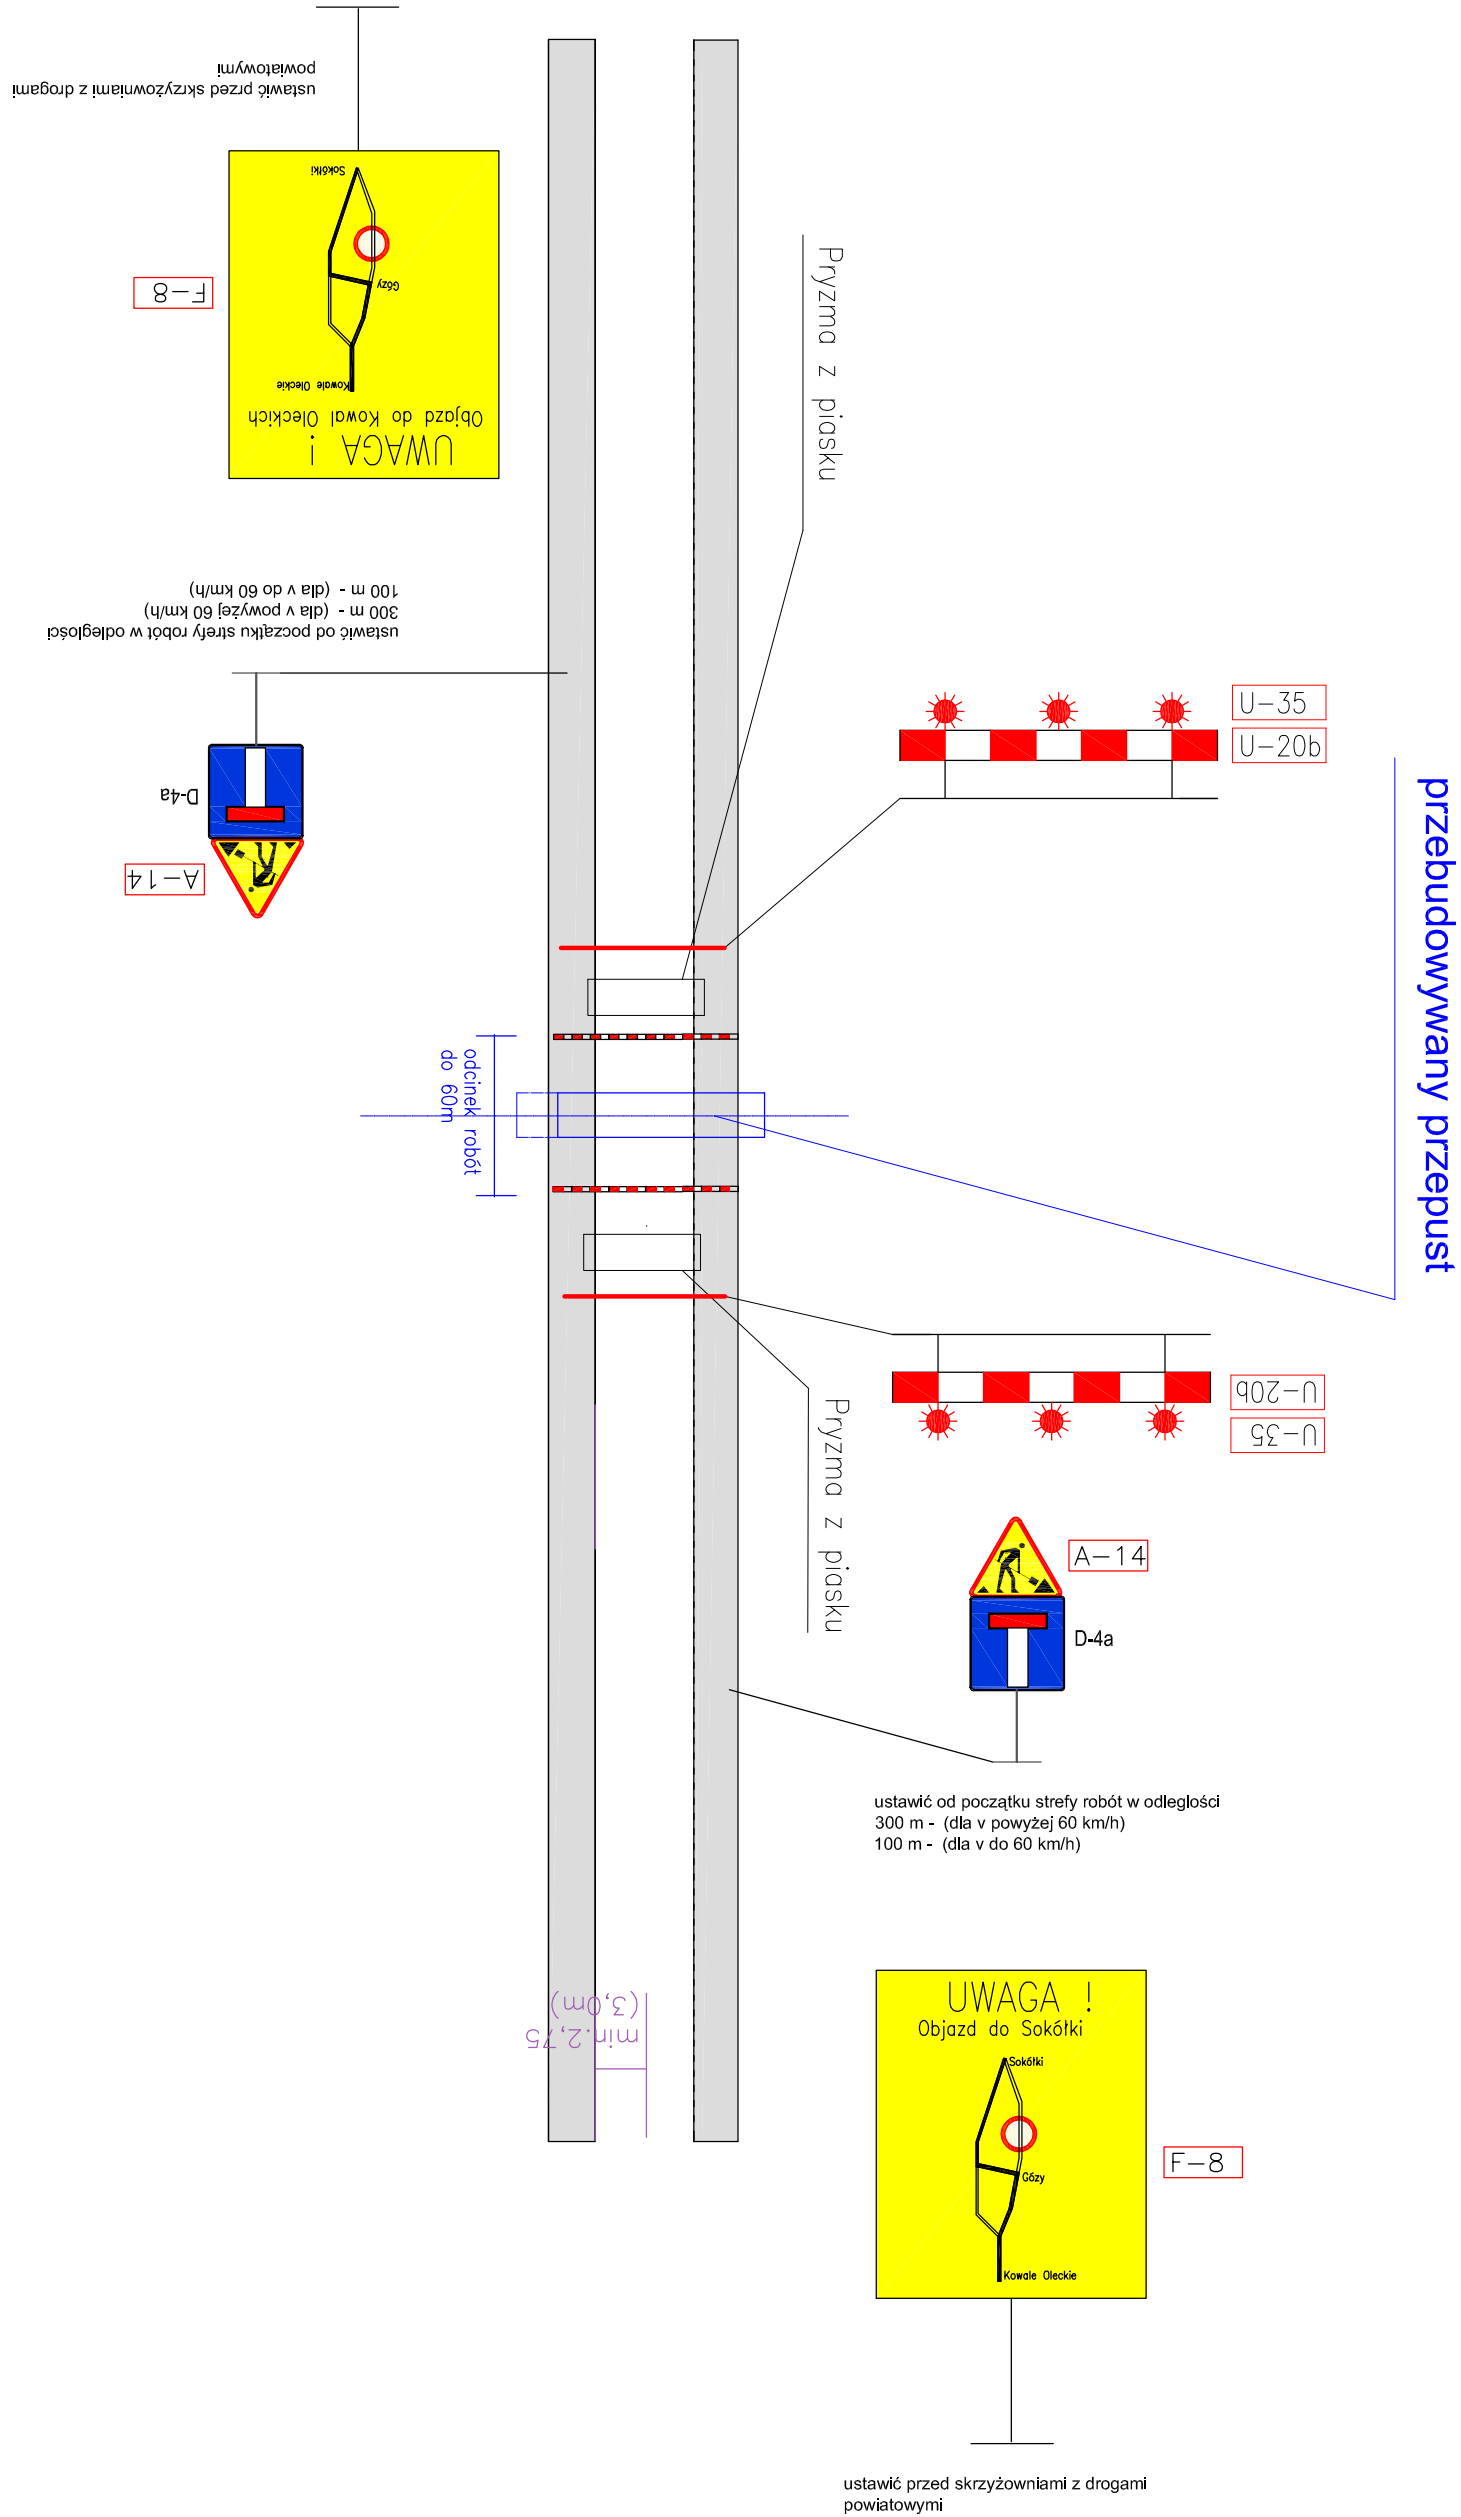 ustawić przed skrzyżowniami z drogami
powiatowymi
UWAGA !
Objazd do Kowal Oleckich
Kowale Oleckie
Gózy
Sokółki
F-8
ustawić od początku strefy robót w odleglości
300 m - (dla v powyżej 60 km/h)
100 m - (dla v do 60 km/h)
D-4a
A-14
Pryzma z piasku
U-35
U-20b
przebudowywany przepust
odcinek robót
do 60m
U-20b
U-35
Pryzma z piasku
A-14
D-4a
ustawić od początku strefy robót w odleglości
300 m - (dla v powyżej 60 km/h)
100 m - (dla v do 60 km/h)
min.2,75
(3,0m)
UWAGA !
Objazd do Sokółki
Sokółki
Gózy
Kowale Oleckie
F-8
ustawić przed skrzyżowniami z drogami
powiatowymi